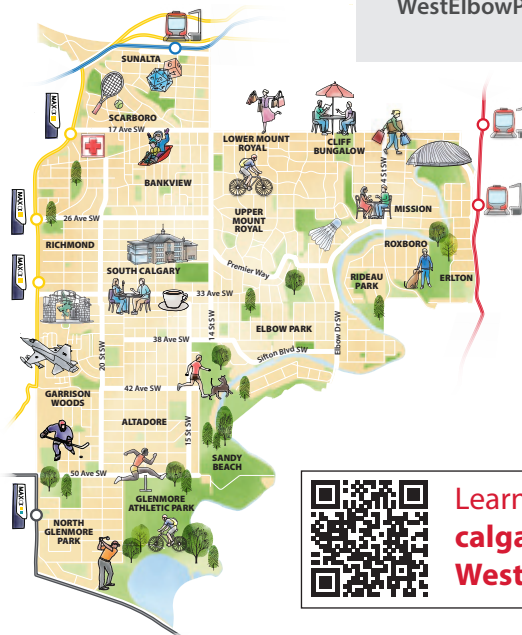 WestElbowP
SUNALTA
SCARBORO
17 Ave SW
MAX
LOWER MOUNT
ROYAL
CLIFF
BUNGALOW
4 St SW
BANKVIEW
MISSION
UPPER
MOUNT
ROYAL
MAX
26 Ave SW
RICHMOND
ROXBORO
SOUTH CALGARY
Premier Way
RIDEAU
PARK
ERLTON
MAX
33 Ave SW
14 St SW
ELBOW PARK
Elbow Dr SW
20 St SW
38 Ave SW
Sifton Blvd SW
42 Ave SW
GARRISON
WOODS
ALTADORE
15 St SW
SANDY
BEACH
50 Ave SW
MAX
GLENMORE
ATHLETIC PARK
NORTH
GLENMORE
PARK
Learn
calga
West